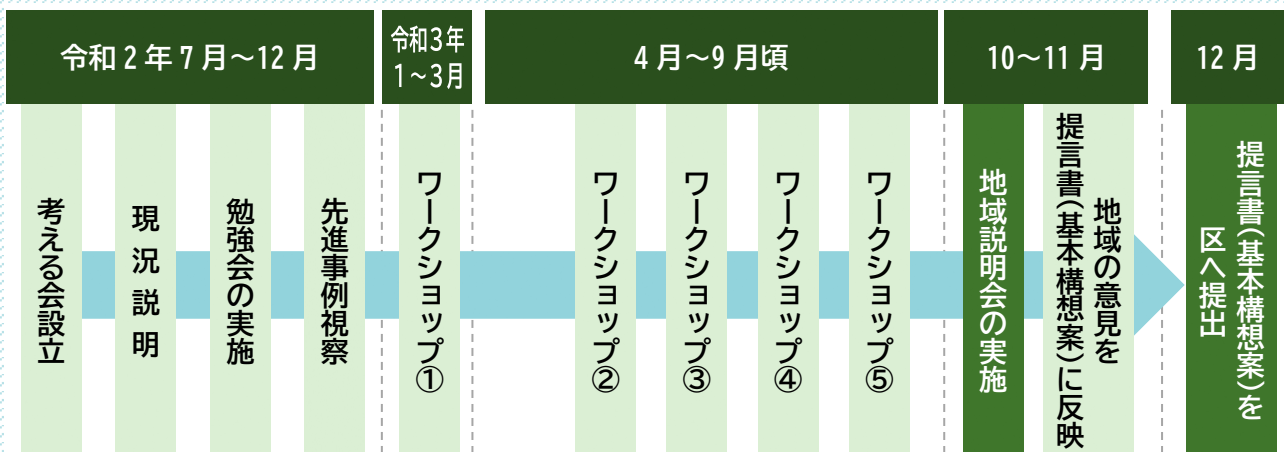 令和2年7月~12月
令和3年
1~3月
4月~9月頃
10~11月
12月
考える会設立
現況説明
勉強会の実施
先進事例視察
ワークショップ①
ワークショップ②
ワークショップ③
ワークショップ④
ワークショップ⑤
地域説明会の実施
地域の意見を
提言書(基本構想案)に反映
提言書(基本構想案)を
区へ提出